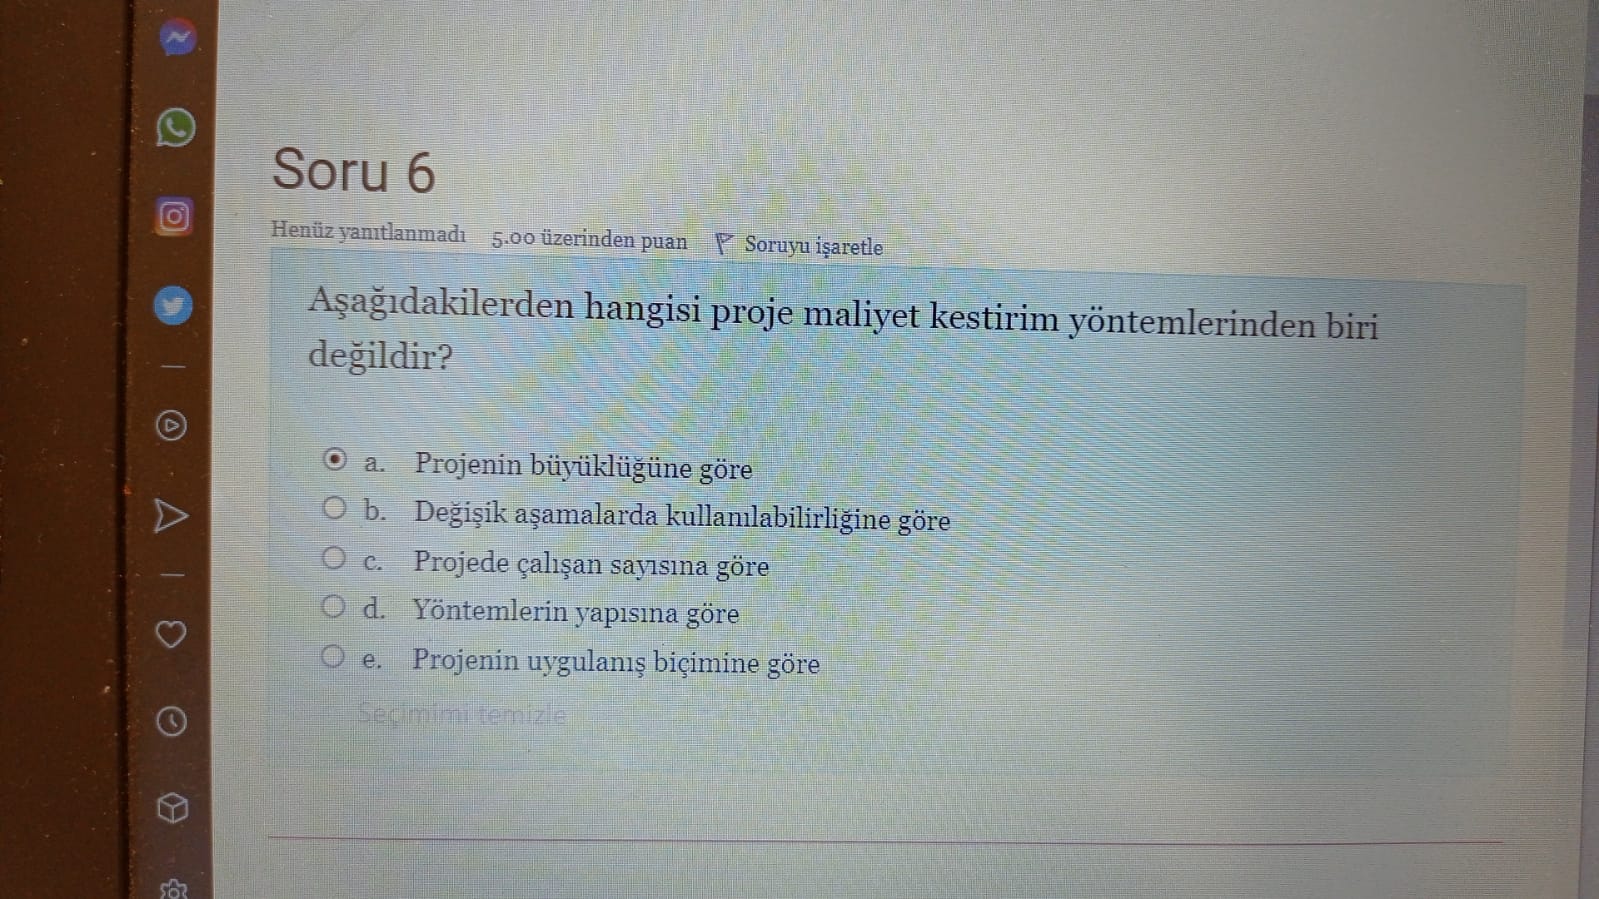 Soru 6
Henüz yanıtlanmadı 5.00 üzerinden puan Soruyu işaretle
Aşağıdakilerden hangisi proje maliyet kestirim yöntemlerinden biri
değildir?
a. Projenin büyüklüğüne göre
b. Değişik aşamalarda kullanılabilirliğine göre
c. Projede çalışan sayısına göre
d. Yöntemlerin yapısına göre
e. Projenin uygulanış biçimine göre
Seçimimi temizle